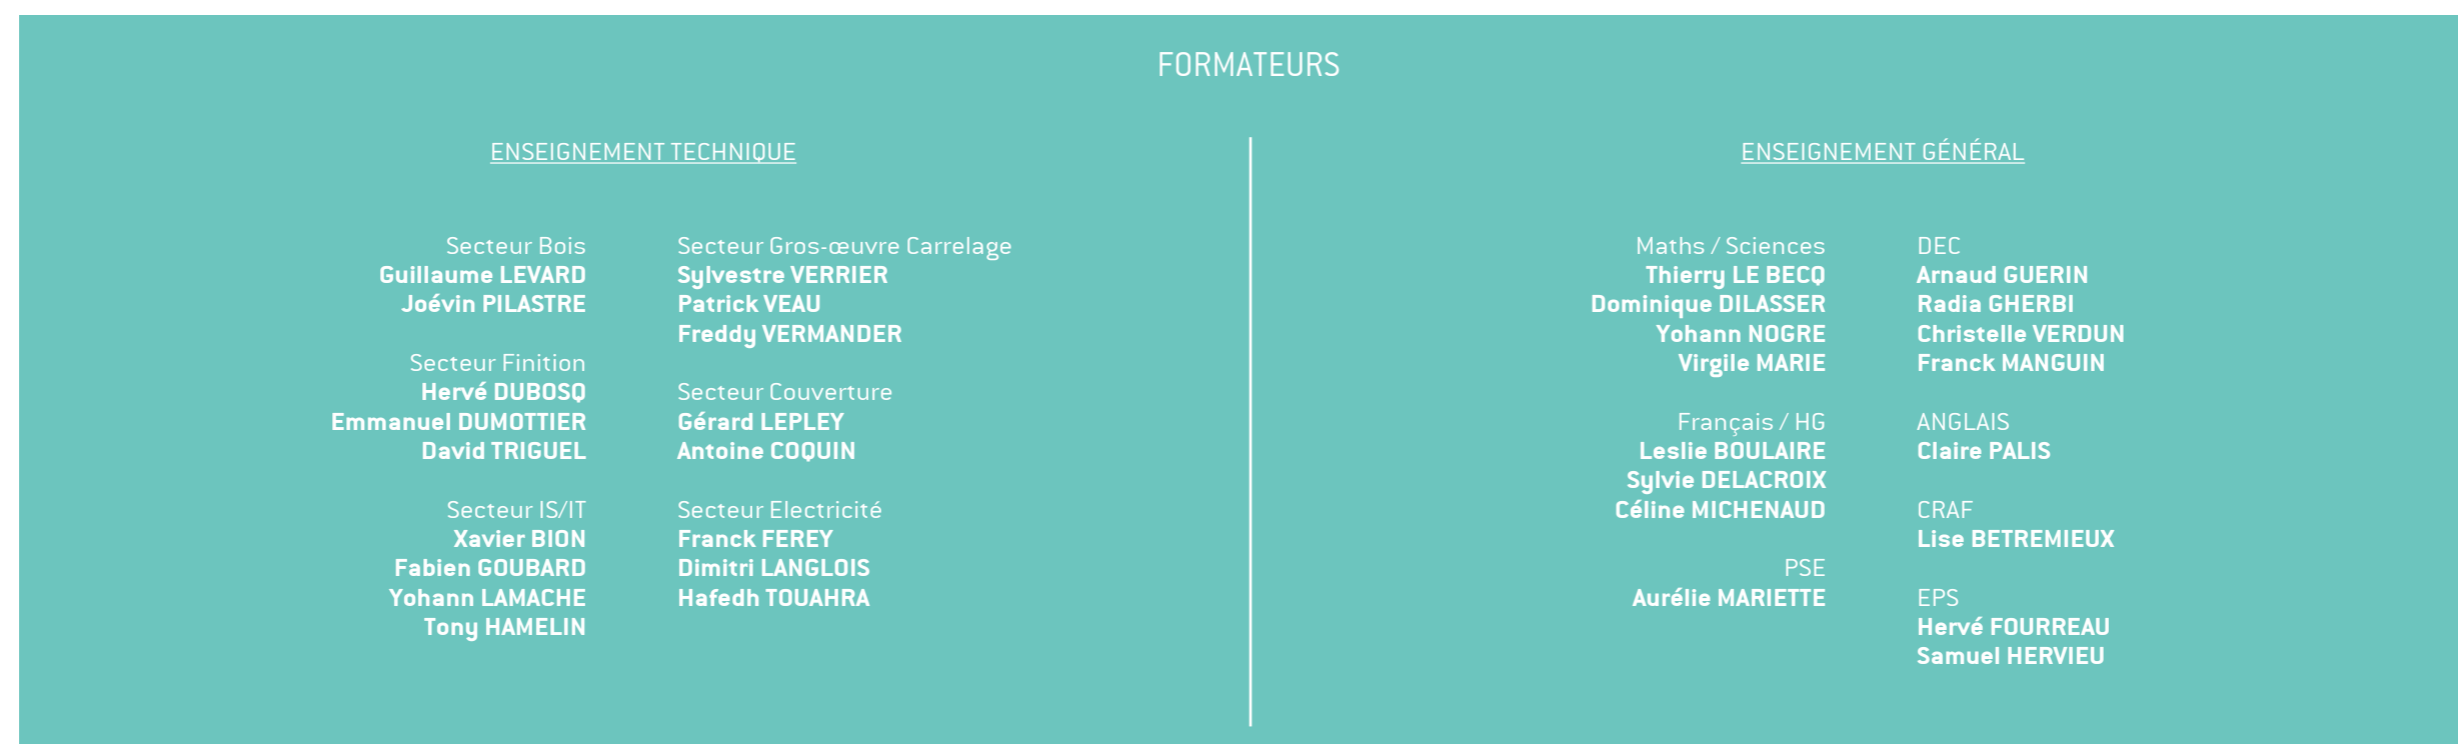 FORMATEURS
ENSEIGNEMENT TECHNIQUE
Secteur Bois
Guillaume LEVARD
Joévin PILASTRE
Secteur Finition
Hervé DUBOSQ
Emmanuel DUMOTTIER
David TRIGUEL
Secteur IS/IT
Xavier BION
Fabien GOUBARD
Yohann LAMACHE
Tony HAMELIN
Secteur Gros-œuvre Carrelage
Sylvestre VERRIER
Patrick VEAU
Freddy VERMANDER
Secteur Couverture
Gérard LEPLEY
Antoine COQUIN
Secteur Electricité
Franck FEREY
Dimitri LANGLOIS
Hafedh TOUAHRA
ENSEIGNEMENT GÉNÉRAL
Maths / Sciences
Thierry LE BECQ
Dominique DILASSER
Yohann NOGRE
Virgile MARIE
Français / HG
Leslie BOULAIRE
Sylvie DELACROIX
Céline MICHENAUD
PSE
Aurélie MARIETTE
DEC
Arnaud GUERIN
Radia GHERBI
Christelle VERDUN
Franck MANGUIN
ANGLAIS
Claire PALIS
CRAF
Lise BETREMIEUX
EPS
Hervé FOURREAU
Samuel HERVIEU